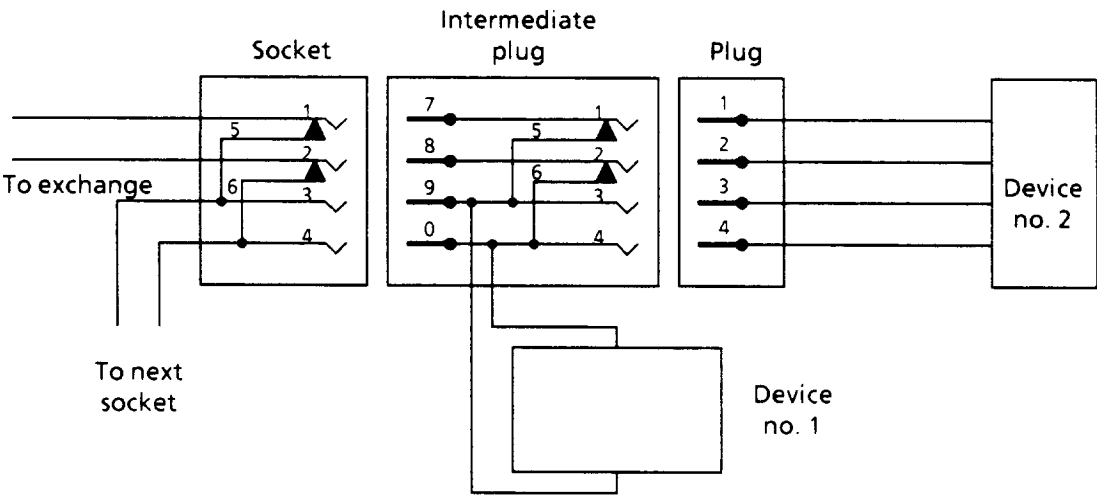 Intermediate
plug
Socket
Plug
1
5
2
6
3
4
7
8
9
0
1
5
2
6
3
4
1
2
3
4
To exchange
To next
socket
Device
no. 2
Device
no. 1